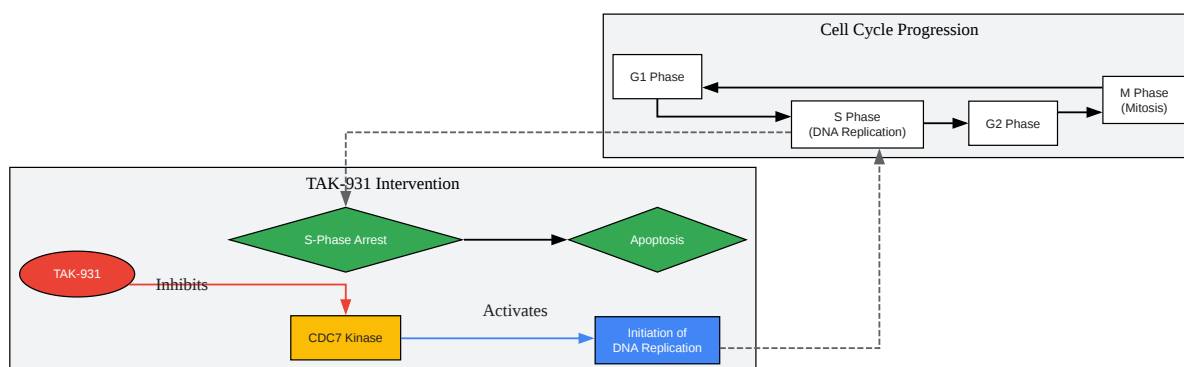 Cell Cycle Progression
G1 Phase
M Phase
(Mitosis)
S Phase
(DNA Replication)
G2 Phase
TAK-931 Intervention
S-Phase Arrest
Apoptosis
TAK-931
Inhibits
Activates
CDC7 Kinase
Initiation of
DNA Replication